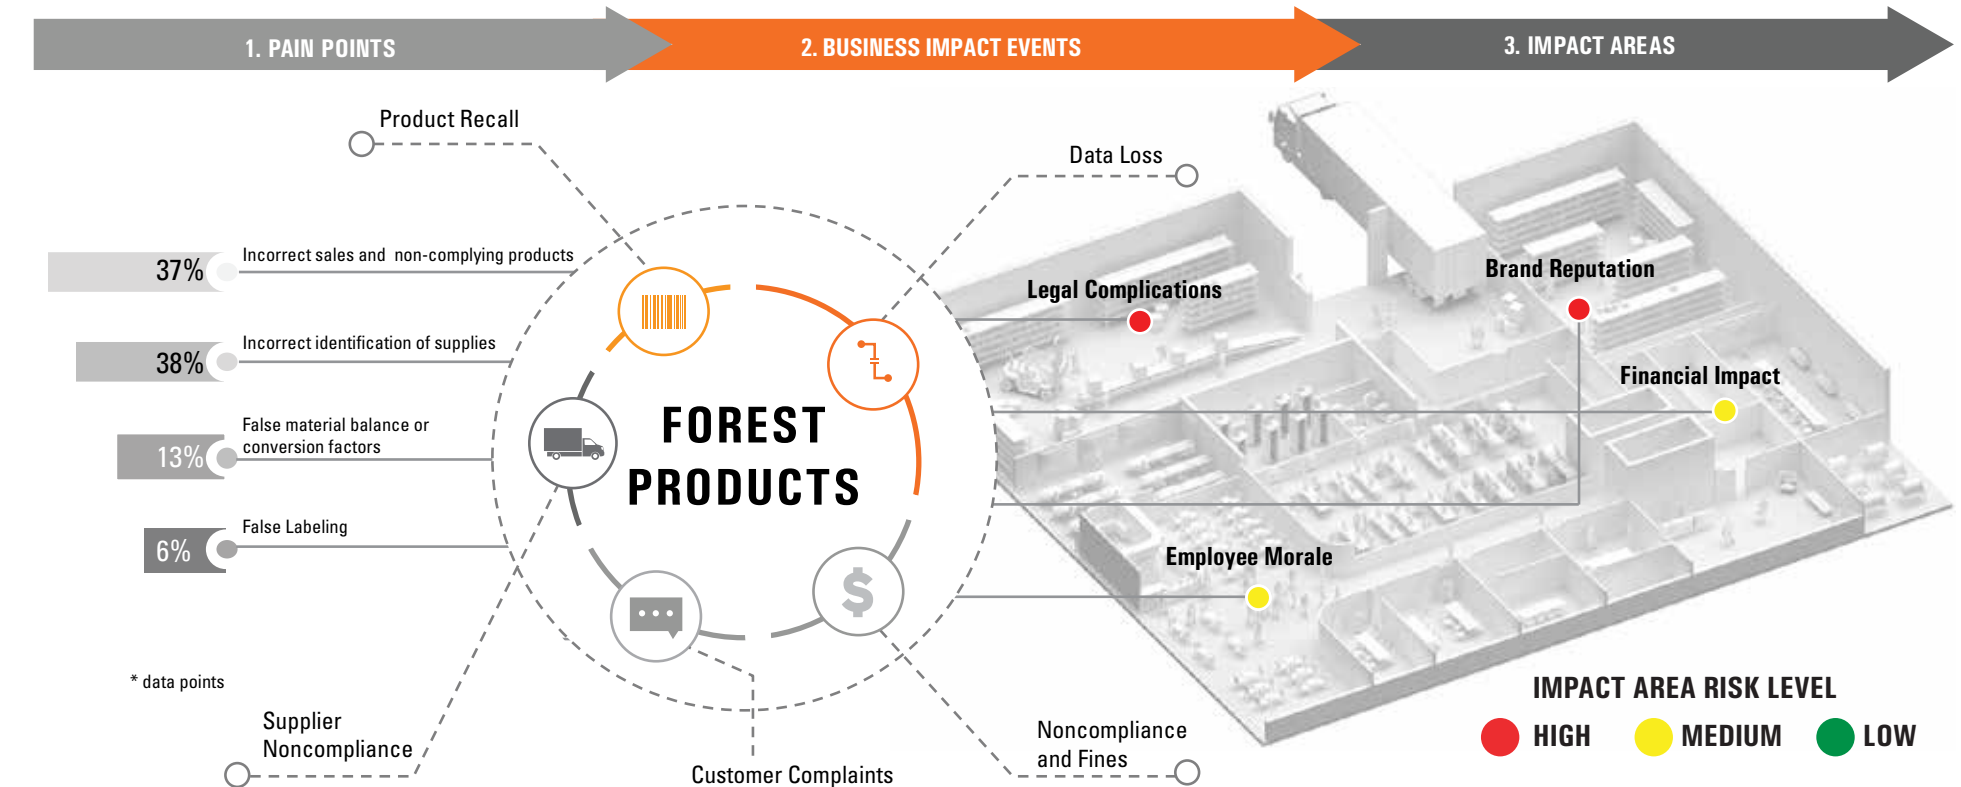 1. PAIN POINTS
2. BUSINESS IMPACT EVENTS
3. IMPACT AREAS
Product Recall
Data Loss
37%
Incorrect sales and non-complying products
38%
Incorrect identification of supplies
13%
False material balance or
conversion factors
6%
False Labeling
* data points
FOREST
PRODUCTS
$
Supplier
Noncompliance
Customer Complaints
Noncompliance
and Fines
Legal Complications
Brand Reputation
Financial Impact
Employee Morale
IMPACT AREA RISK LEVEL
HIGH
MEDIUM
LOW